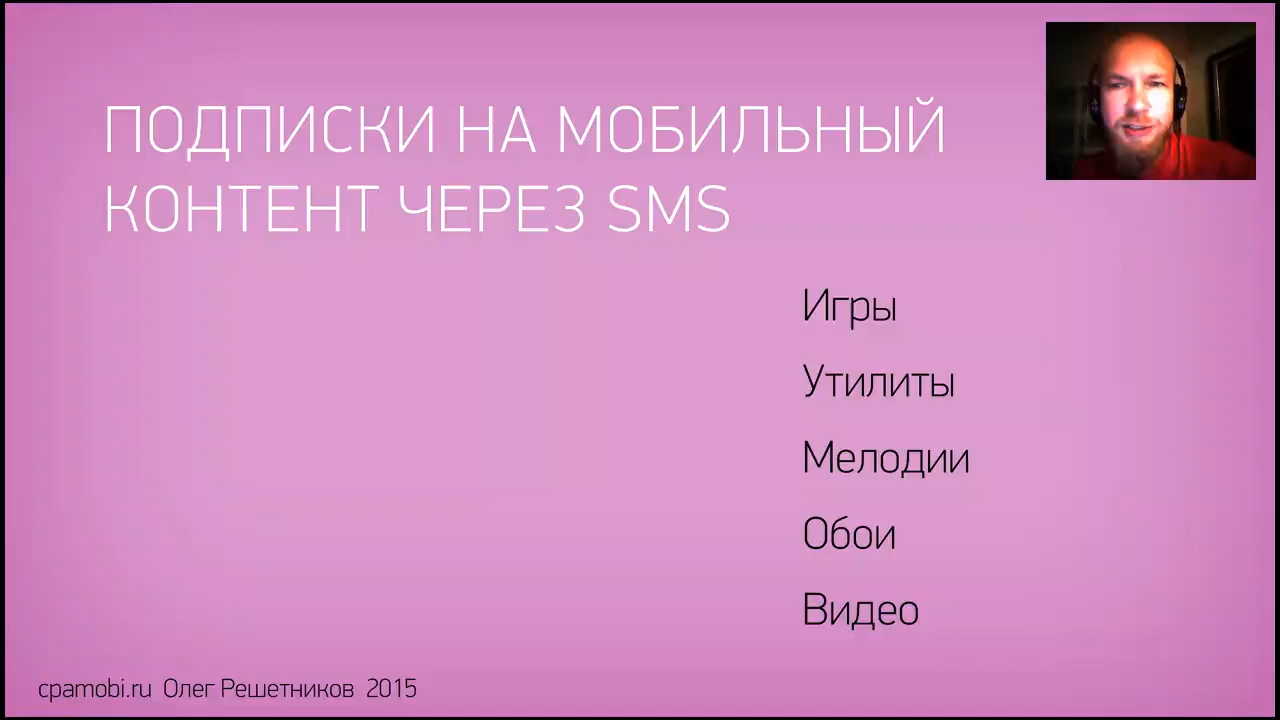 ПОДПИСКИ НА МОБИЛЬНЫЙ
КОНТЕНТ ЧЕРЕЗ SMS
Игры
Утилиты
Мелодии
Обои
Видео
cpamobi.ru Олег Решетников 2015